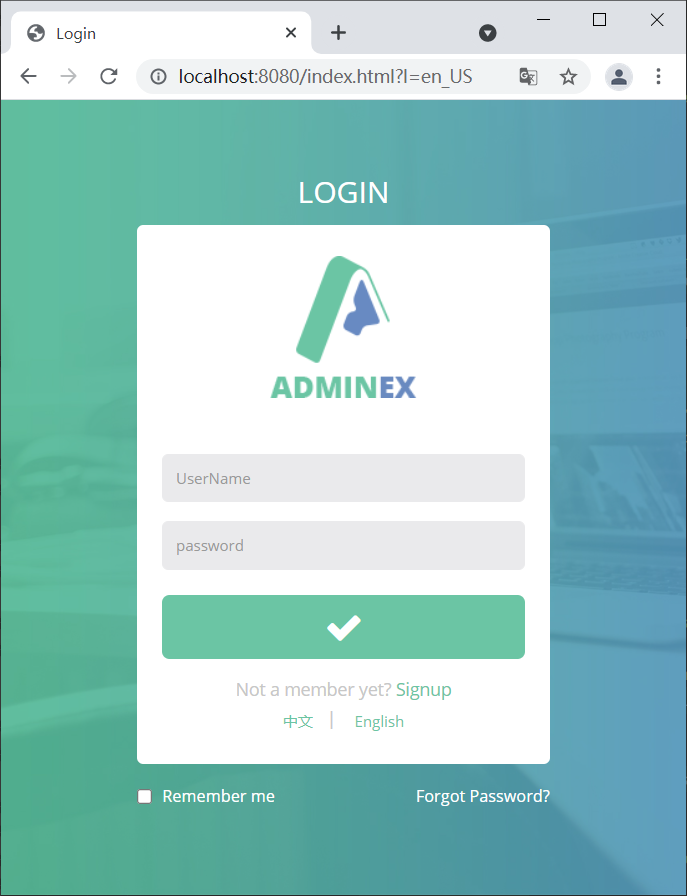 Login
localhost:8080/index.html?l=en_US
LOGIN
ADMINEX
UserName
password
Not a member yet? Signup
中文 | English
Remember me Forgot Password?